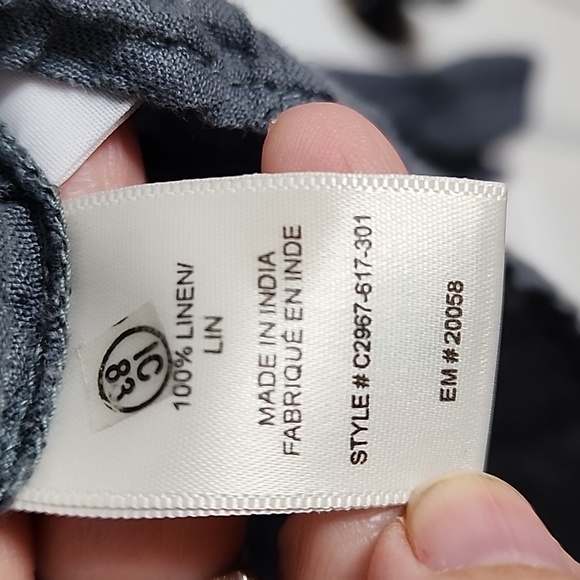 IC
83
100% LINEN/
LIN
MADE IN INDIA
FABRIQUÉ EN INDE
STYLE # C2967-617-301
EM # 20058